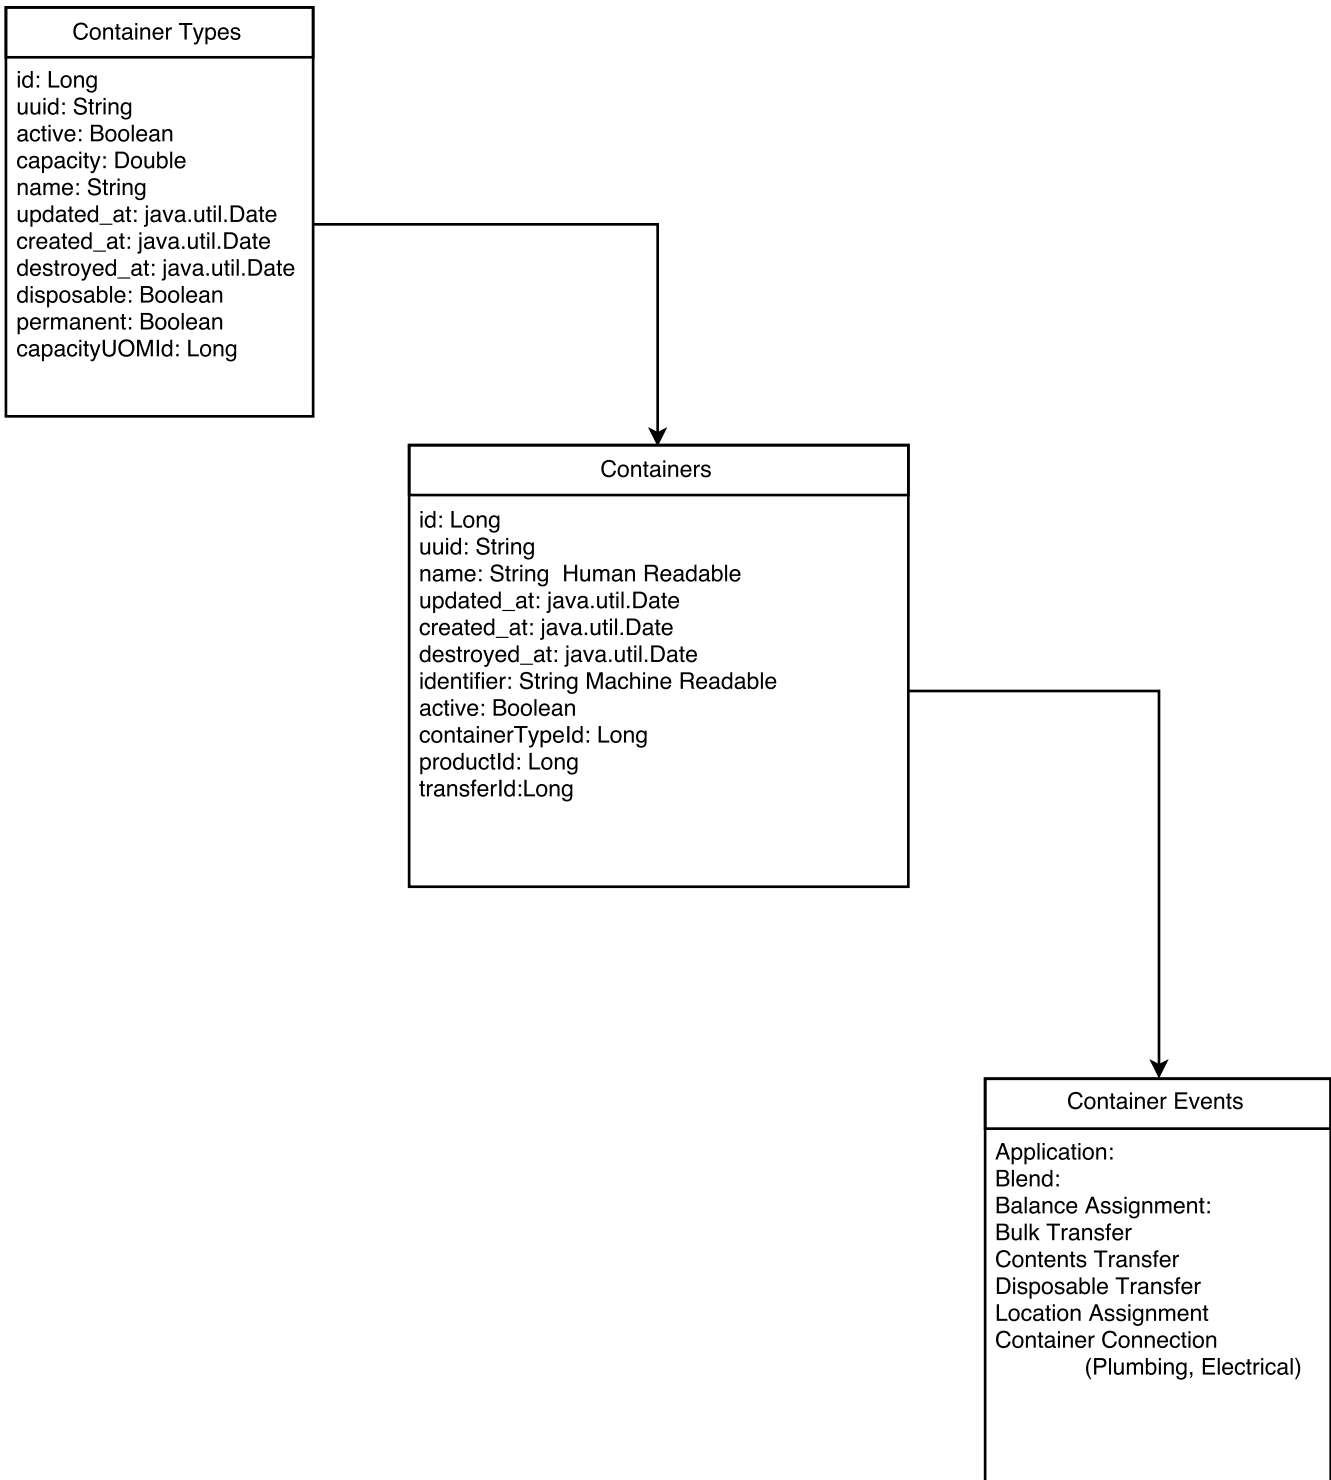 Container Types
id: Long
uuid: String
active: Boolean
capacity: Double
name: String
updated_at: java.util.Date
created_at: java.util.Date
destroyed_at: java.util.Date
disposable: Boolean
permanent: Boolean
capacityUOMId: Long
Containers
id: Long
uuid: String
name: String  Human Readable
updated_at: java.util.Date
created_at: java.util.Date
destroyed_at: java.util.Date
identifier: String Machine Readable
active: Boolean
containerTypeId: Long
productId: Long
transferId:Long
Container Events
Application:
Blend:
Balance Assignment:
Bulk Transfer
Contents Transfer
Disposable Transfer
Location Assignment
Container Connection
(Plumbing, Electrical)